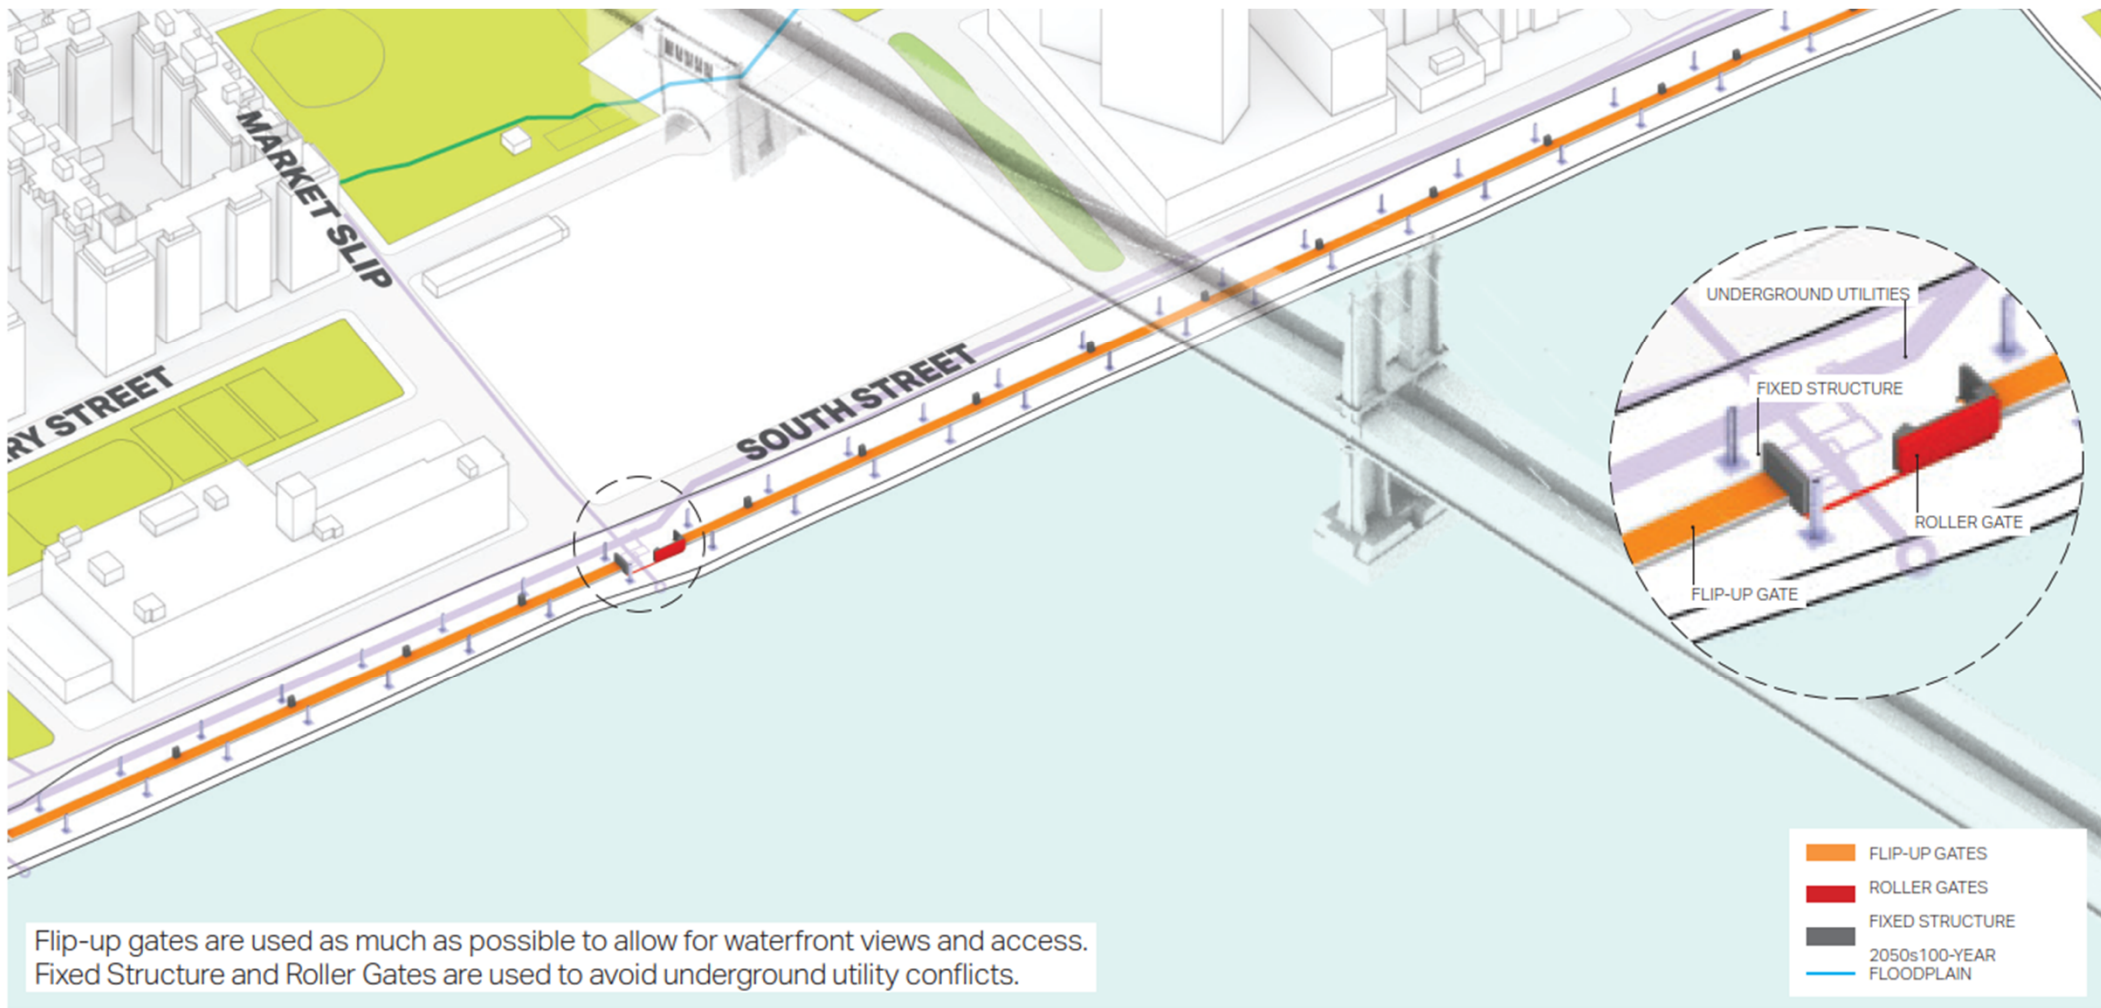 MARKET SLIP
RY STREET
SOUTH STREET
UNDERGROUND UTILITIES
FIXED STRUCTURE
ROLLER GATE
FLIP-UP GATE
FLIP-UP GATES
ROLLER GATES
FIXED STRUCTURE
2050s100-YEAR
FLOODPLAIN
Flip-up gates are used as much as possible to allow for waterfront views and access.
Fixed Structure and Roller Gates are used to avoid underground utility conflicts.